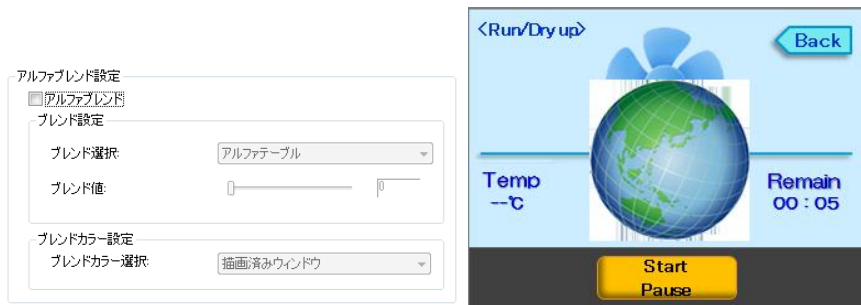 アルファブレンド設定
アルファブレンド
ブレンド設定
ブレンド選択:
アルファテーブル
ブレンド値:
0
ブレンドカラー設定
ブレンドカラー選択:
描画済みウィンドウ
<Run/Dry up>
Back
Temp
--℃
Remain
00 : 05
Start
Pause